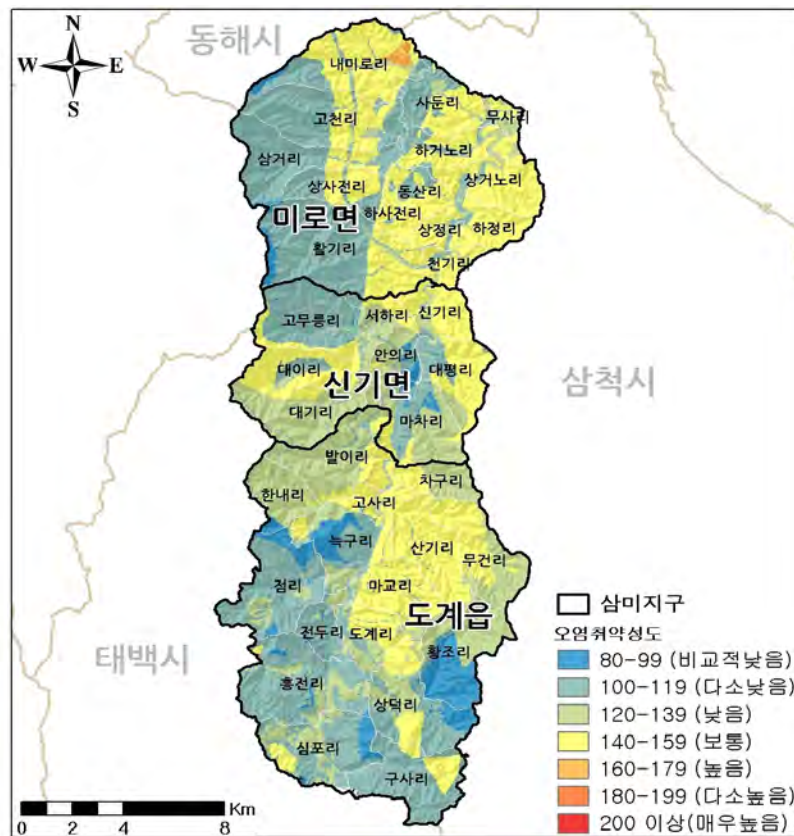 N
W E
S
동해시
내미로리
사둔리
무사리
고천리
하거노리
삼거리
상거노리
상사전리
동산리
미로면
하사전리
상정리
하정리
활기리
천기리
고무릉리
서하리
신기리
안의리
대이리
대평리
신기면
삼척시
대기리
마차리
발이리
차구리
한내리
고사리
늑구리
산기리
무건리
점리
마교리
도계읍
전두리
도계리
황조리
태백시
흥전리
상덕리
심포리
구사리
삼미지구
오염취약성도
80-99 (비교적낮음)
100-119 (다소낮음)
120-139 (낮음)
140-159 (보통)
160-179 (높음)
180-199 (다소높음)
200 이상(매우높음)
Km
0 2 4 8